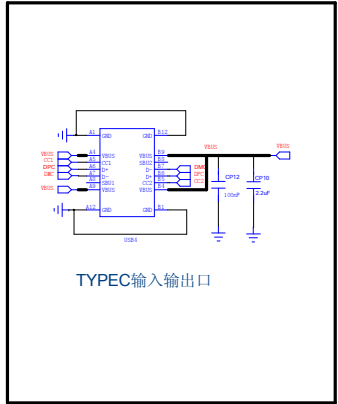 A1 GND GND B12
VBUS VBUS
VBUS A4 VBUS VBUS B9
CC1 A5 CC1 SBU2 B8
DPC A6 D+ D- B7 DMC
DMC A7 D- D+ B6 DPC
A8 SBU1 CC2 B5 CC2
VBUS A9 VBUS VBUS B4
CP12 CP10
100nF 2.2uF
A12 GND GND B1
USB4
TYPEC输入输出口